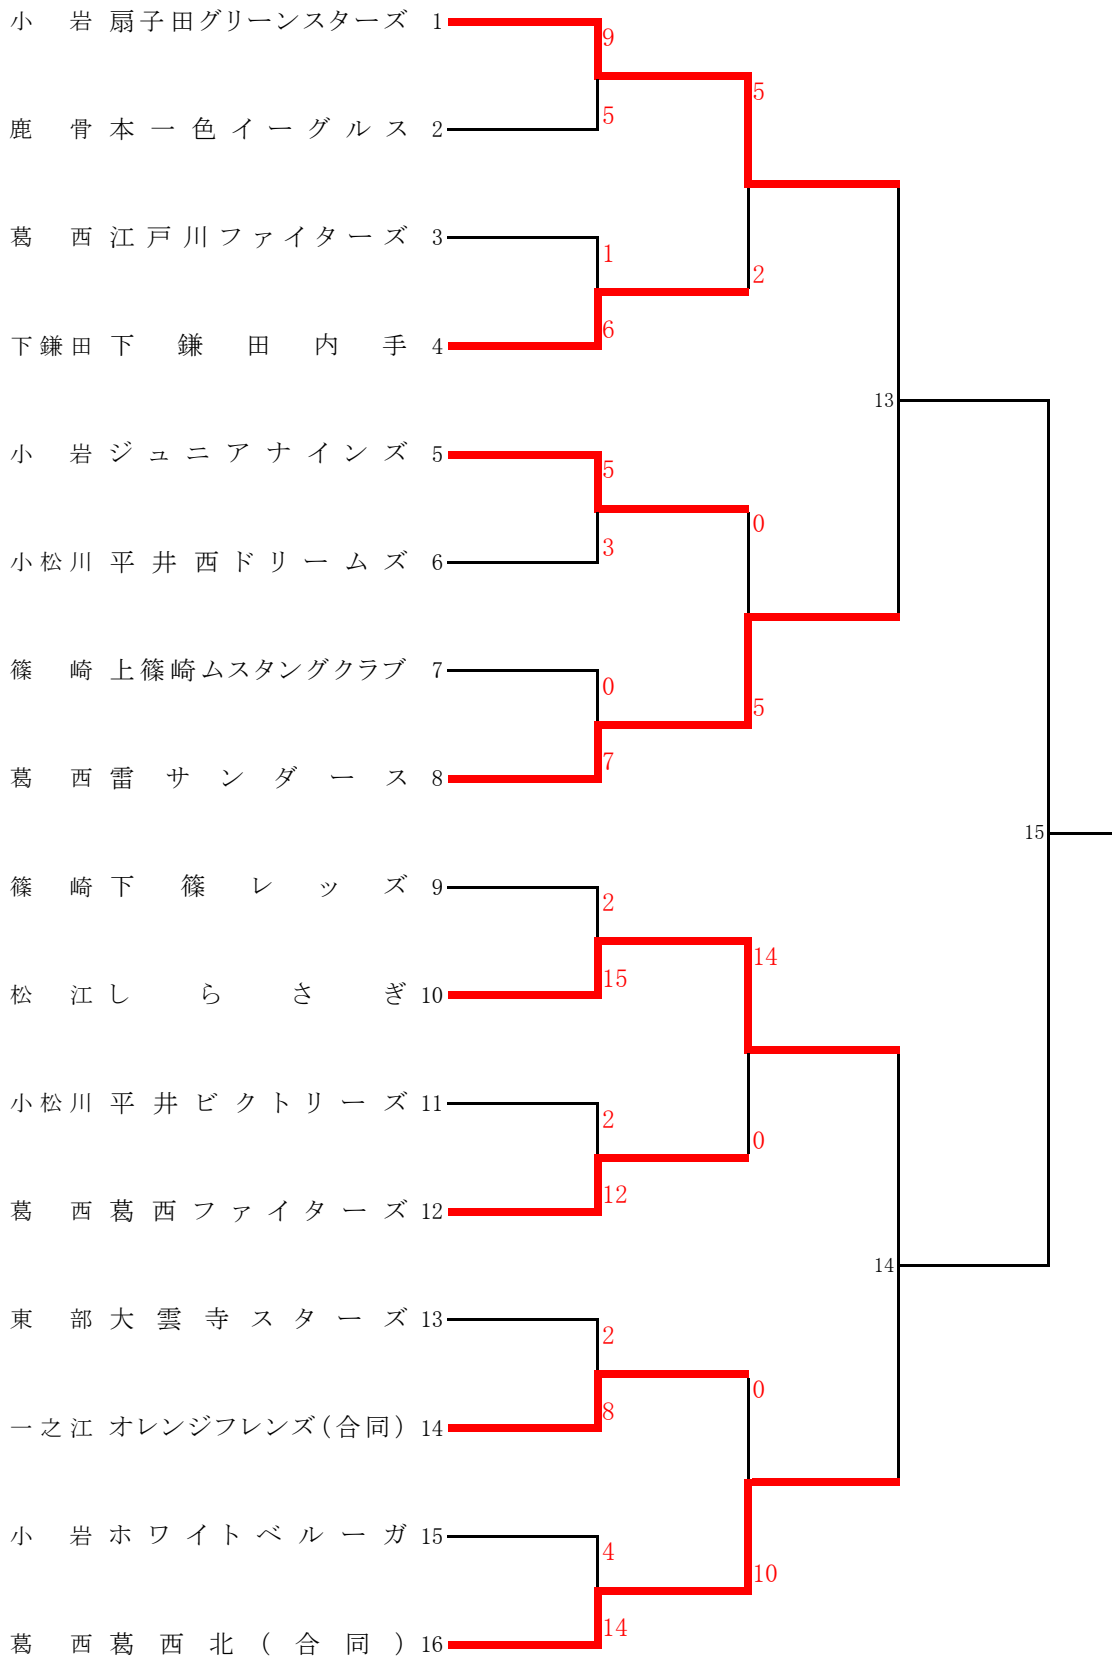 小岩 扇子田グリーンスターズ 1
9
5
5
鹿骨 本一色イーグルス 2
葛西 江戸川ファイターズ 3
1
2
6
下鎌田 下鎌田内手 4
13
小岩 ジュニアナインズ 5
5
0
3
小松川 平井西ドリームズ 6
篠崎 上篠崎ムスタングクラブ 7
0
5
7
葛西 雷サンダース 8
15
篠崎 下篠レッズ 9
2
14
15
松江 しらさぎ 10
小松川 平井ビクトリーズ 11
2
0
12
葛西 葛西ファイターズ 12
14
東部 大雲寺スターズ 13
2
0
8
一之江 オレンジフレンズ(合同) 14
小岩 ホワイトベルーガ 15
4
10
14
葛西 葛西北(合同) 16